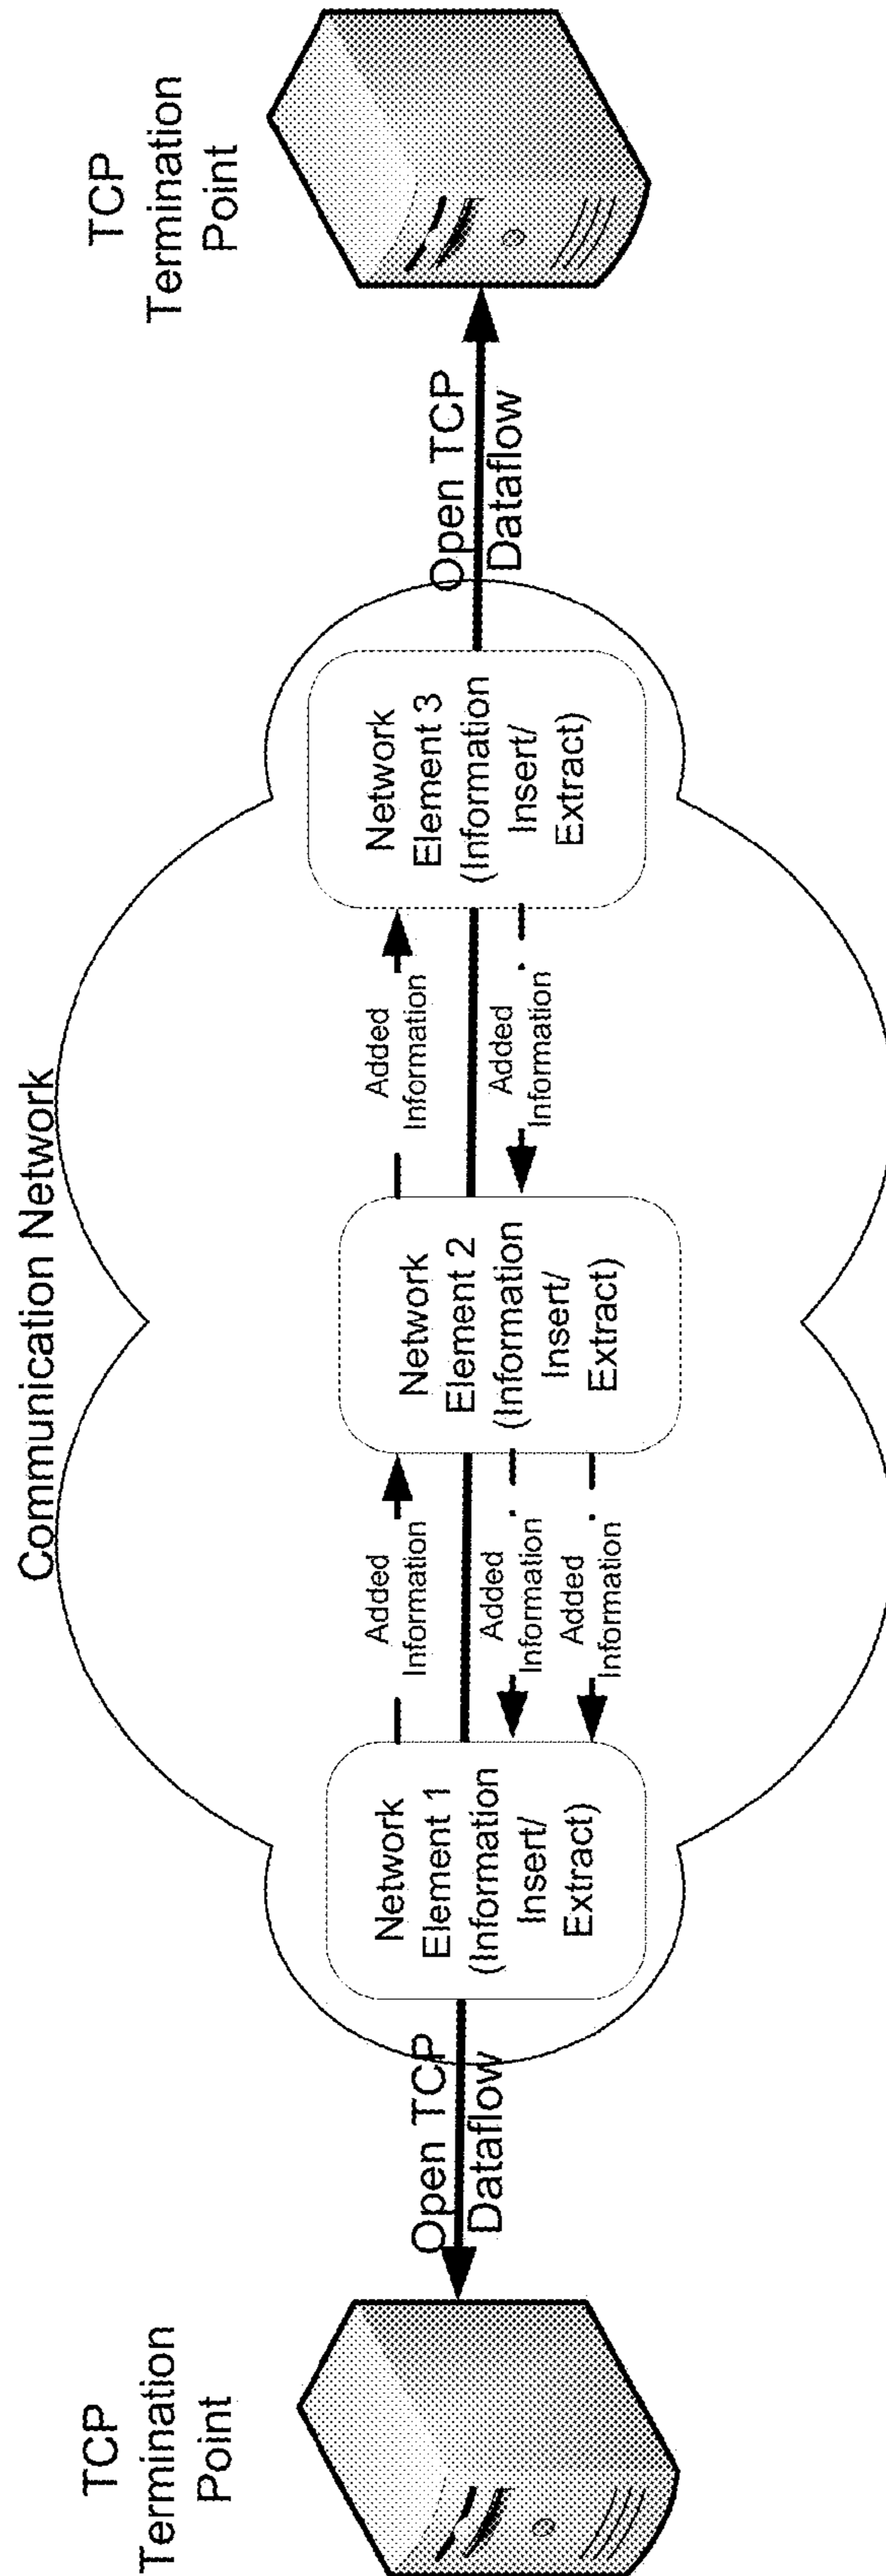 Communication Network
TCP
Termination
Point
Open TCP
Dataflow
Network
Element 1
(Information
Insert/
Extract)
Added
Information
Added
Information
Added
Information
Network
Element 2
(Information
Insert/
Extract)
Added
Information
Added
Information
Network
Element 3
(Information
Insert/
Extract)
Open TCP
Dataflow
TCP
Termination
Point